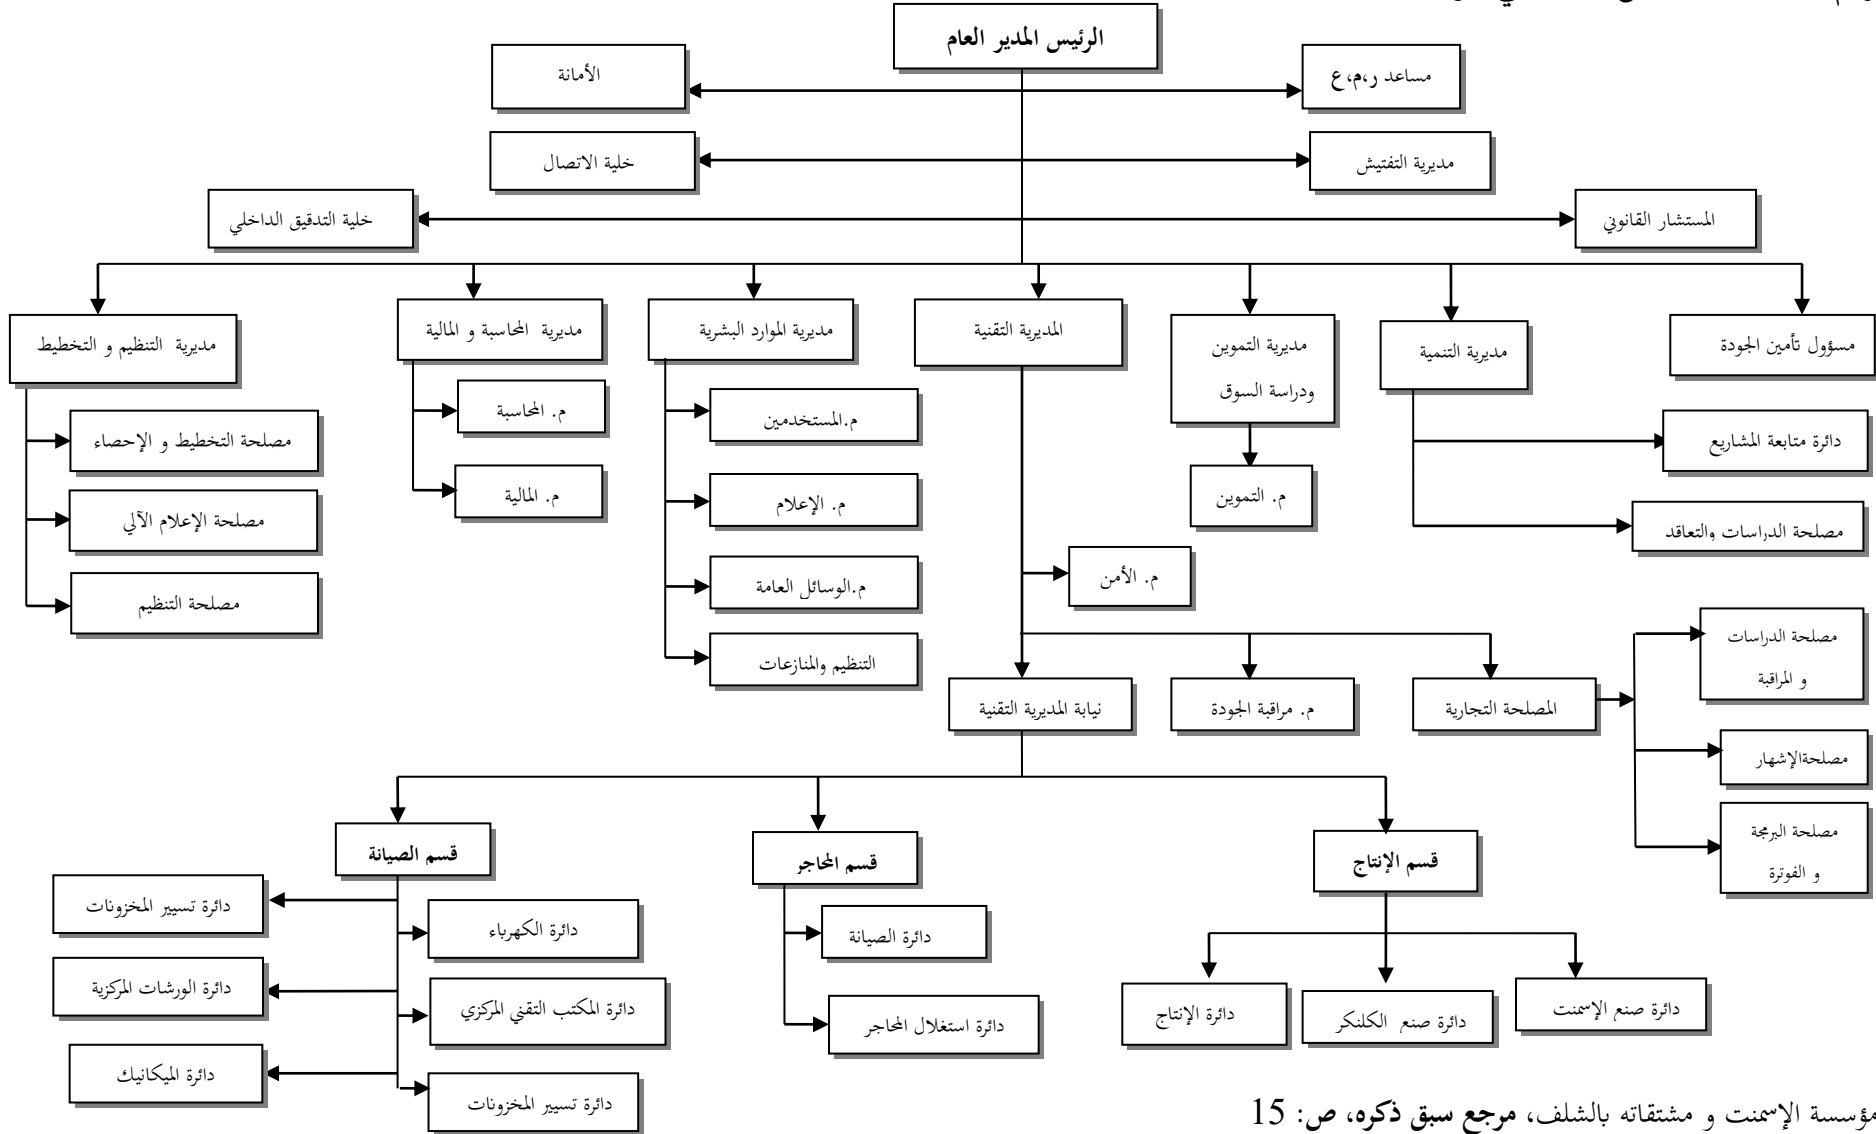 الرئيس المدير العام
مساعد ر،م،ع
الأمانة
مديرية التفتيش
خلية الاتصال
المستشار القانوني
خلية التدقيق الداخلي
مسؤول تأمين الجودة
مديرية التنمية
مديرية التموين
ودراسة السوق
المديرية التقنية
مديرية الموارد البشرية
مديرية المحاسبة و المالية
مديرية التنظيم و التخطيط
دائرة متابعة المشاريع
مصلحة الدراسات والتعاقد
م. التموين
م. الأمن
م.المستخدمين
م. الإعلام
م.الوسائل العامة
التنظيم والمنازعات
م. المحاسبة
م. المالية
مصلحة التخطيط و الإحصاء
مصلحة الإعلام الآلي
مصلحة التنظيم
المصلحة التجارية
م. مراقبة الجودة
نيابة المديرية التقنية
مصلحة الدراسات
و المراقبة
مصلحةالإشهار
مصلحة البرمجة
و الفوترة
قسم الإنتاج
قسم المحاجر
قسم الصيانة
دائرة صنع الإسمنت
دائرة صنع الكلنكر
دائرة الإنتاج
دائرة الصيانة
دائرة استغلال المحاجر
دائرة الكهرباء
دائرة المكتب التقني المركزي
دائرة تسيير المخزونات
دائرة تسيير المخزونات
دائرة الورشات المركزية
دائرة الميكانيك
مؤسسة الإسمنت و مشتقاته بالشلف، مرجع سبق ذكره، ص: 15